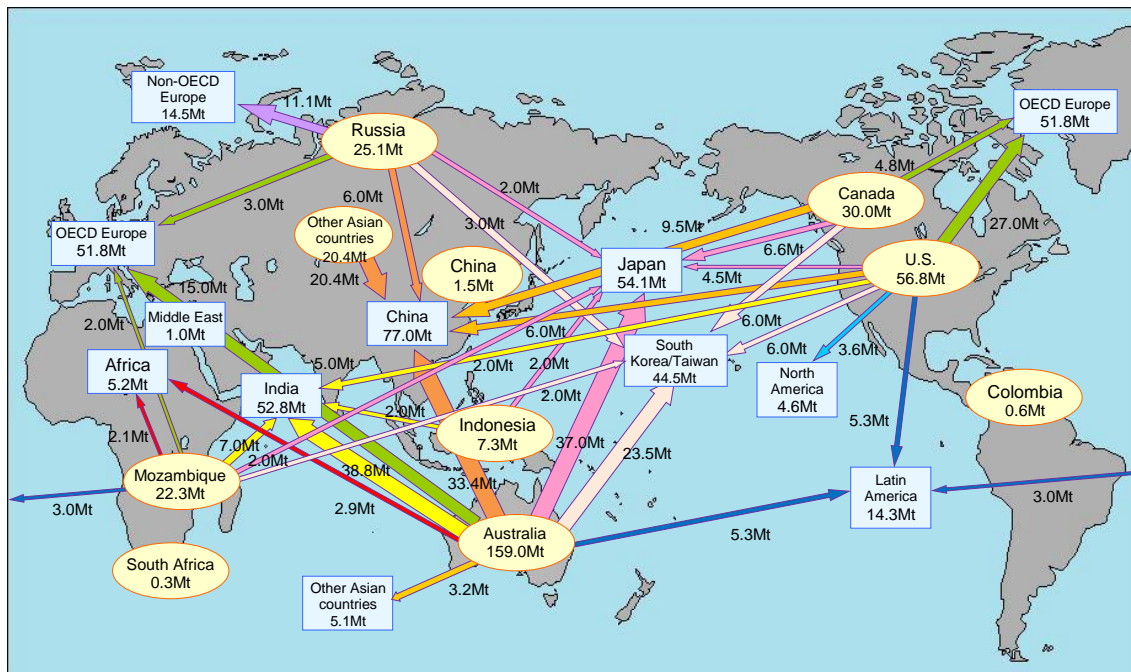 Non-OECD
Europe
14.5Mt
11.1Mt
Russia
25.1Mt
OECD Europe
51.8Mt
4.8Mt
Canada
30.0Mt
6.0Mt
2.0Mt
3.0Mt
3.0Mt
Other Asian
countries
20.4Mt
20.4Mt
OECD Europe
51.8Mt
9.5Mt
27.0Mt
6.6Mt
China
1.5Mt
Japan
54.1Mt
4.5Mt
U.S.
56.8Mt
15.0Mt
2.0Mt
Middle East
1.0Mt
China
77.0Mt
6.0Mt
6.0Mt
South
Korea/Taiwan
44.5Mt
6.0Mt
3.6Mt
Africa
5.2Mt
5.0Mt
2.0Mt
2.0Mt
India
52.8Mt
2.0Mt
2.0Mt
North
America
4.6Mt
Colombia
0.6Mt
Indonesia
7.3Mt
5.3Mt
2.1Mt
7.0Mt
2.0Mt
37.0Mt
23.5Mt
Mozambique
22.3Mt
38.8Mt
33.4Mt
Latin
America
14.3Mt
3.0Mt
2.9Mt
3.0Mt
Australia
159.0Mt
5.3Mt
South Africa
0.3Mt
Other Asian
countries
5.1Mt
3.2Mt